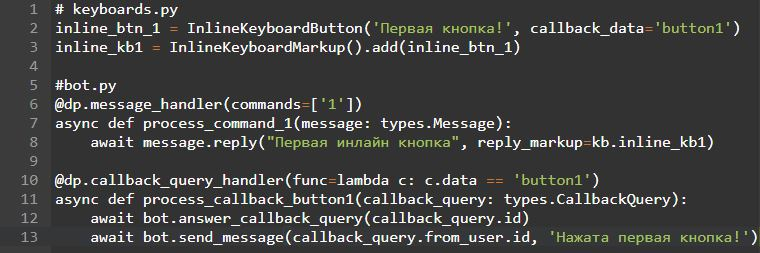 1 # keyboards.py
2 inline_btn_1 = InlineKeyboardButton('Первая кнопка!', callback_data='button1')
3 inline_kb1 = InlineKeyboardMarkup().add(inline_btn_1)
4
5 #bot.py
6 @dp.message_handler(commands=['1'])
7 async def process_command_1(message: types.Message):
8     await message.reply("Первая инлайн кнопка", reply_markup=kb.inline_kb1)
9
10 @dp.callback_query_handler(func=lambda c: c.data == 'button1')
11 async def process_callback_button1(callback_query: types.CallbackQuery):
12     await bot.answer_callback_query(callback_query.id)
13     await bot.send_message(callback_query.from_user.id, 'Нажата первая кнопка!')